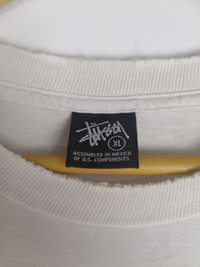 Stüssy
XL
ASSEMBLED IN MEXICO
OF U.S. COMPONENTS